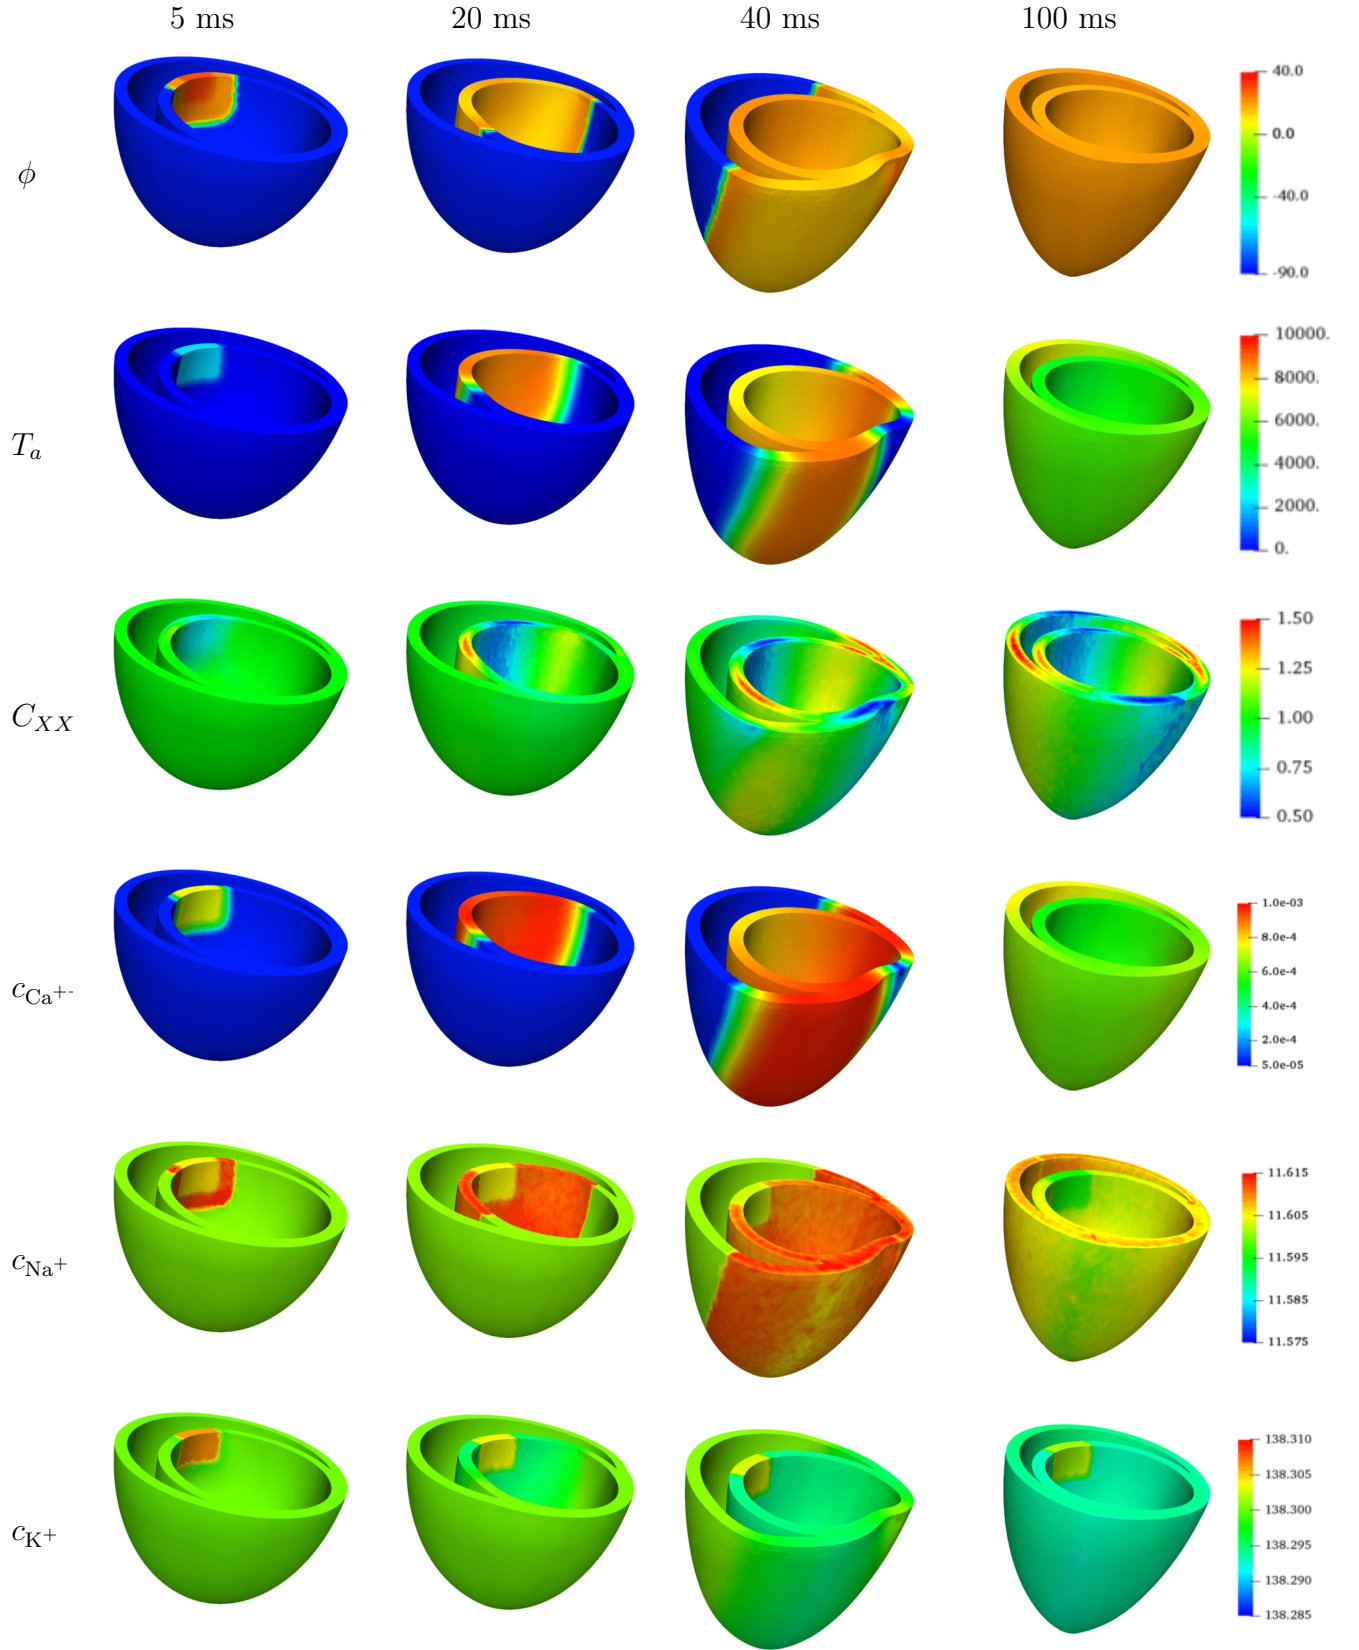 5 ms 20 ms 40 ms 100 ms
ϕ
40.0
0.0
-40.0
-90.0
T_a
10000.
8000.
6000.
4000.
2000.
0.
C_XX
1.50
1.25
1.00
0.75
0.50
c_Ca+-
1.0e-03
8.0e-4
6.0e-4
4.0e-4
2.0e-4
5.0e-05
c_Na+
11.615
11.605
11.595
11.585
11.575
c_K+
138.310
138.305
138.300
138.295
138.290
138.285